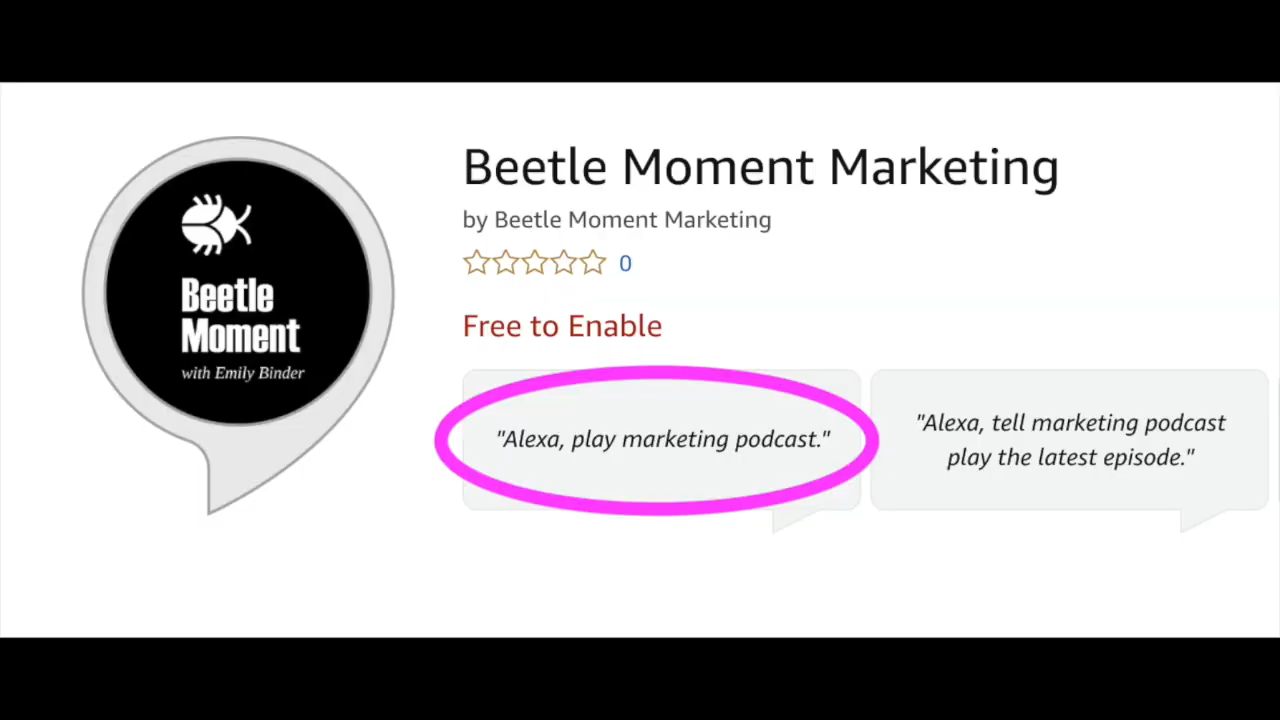 Beetle
Moment
with Emily Binder
Beetle Moment Marketing
by Beetle Moment Marketing
0
Free to Enable
"Alexa, play marketing podcast."
"Alexa, tell marketing podcast
play the latest episode."